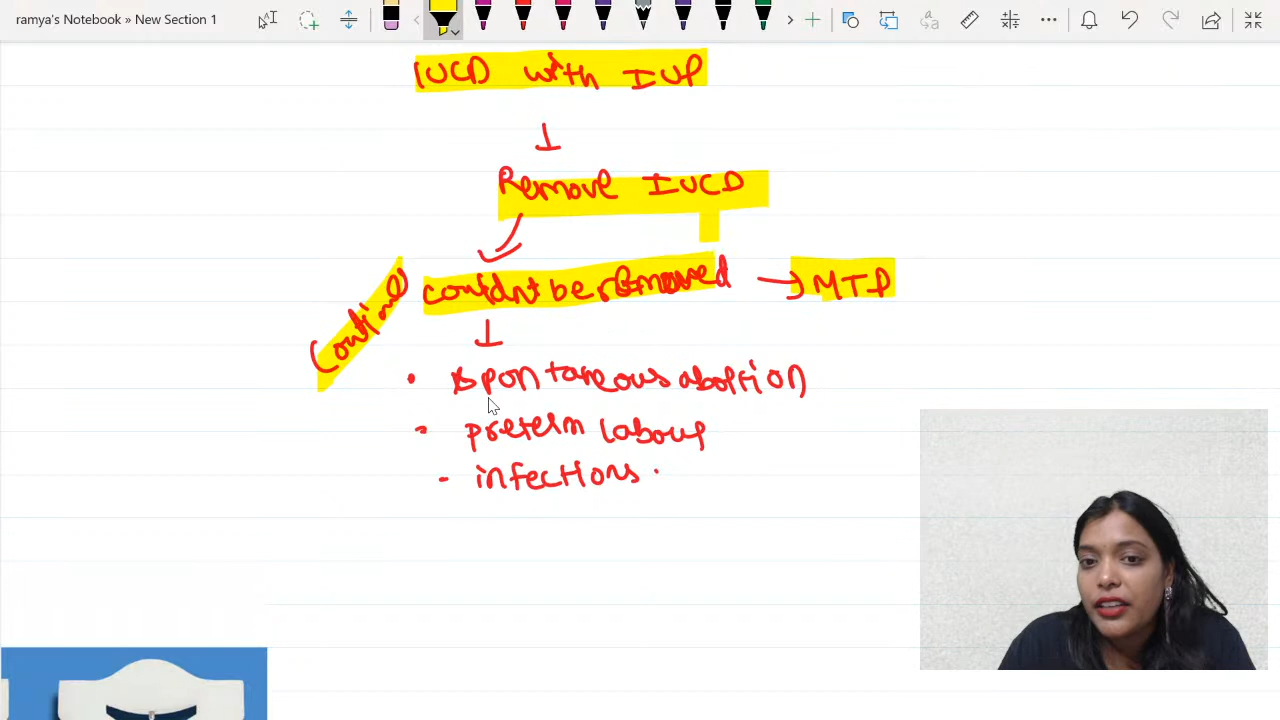 ramya's Notebook » New Section 1
IUCD with IUP
Remove IUCD
couldn't be removed → MTP
Continue
• spontaneous abortion
- preterm labour
- infections.